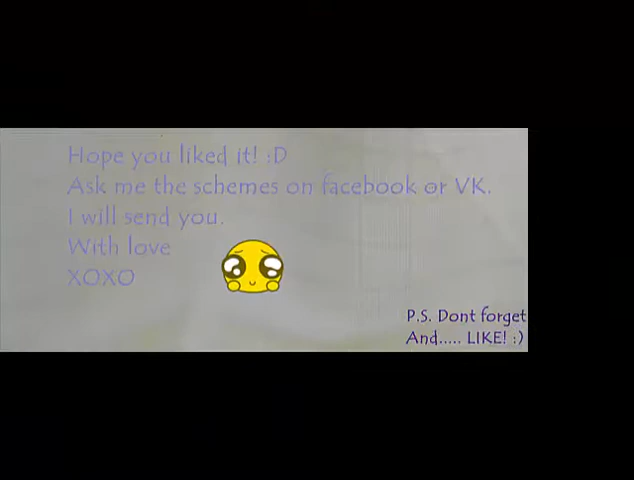 Hope you liked it! :D
Ask me the schemes on facebook or VK.
I will send you.
With love
XOXO
P.S. Dont forget
And..... LIKE! :)